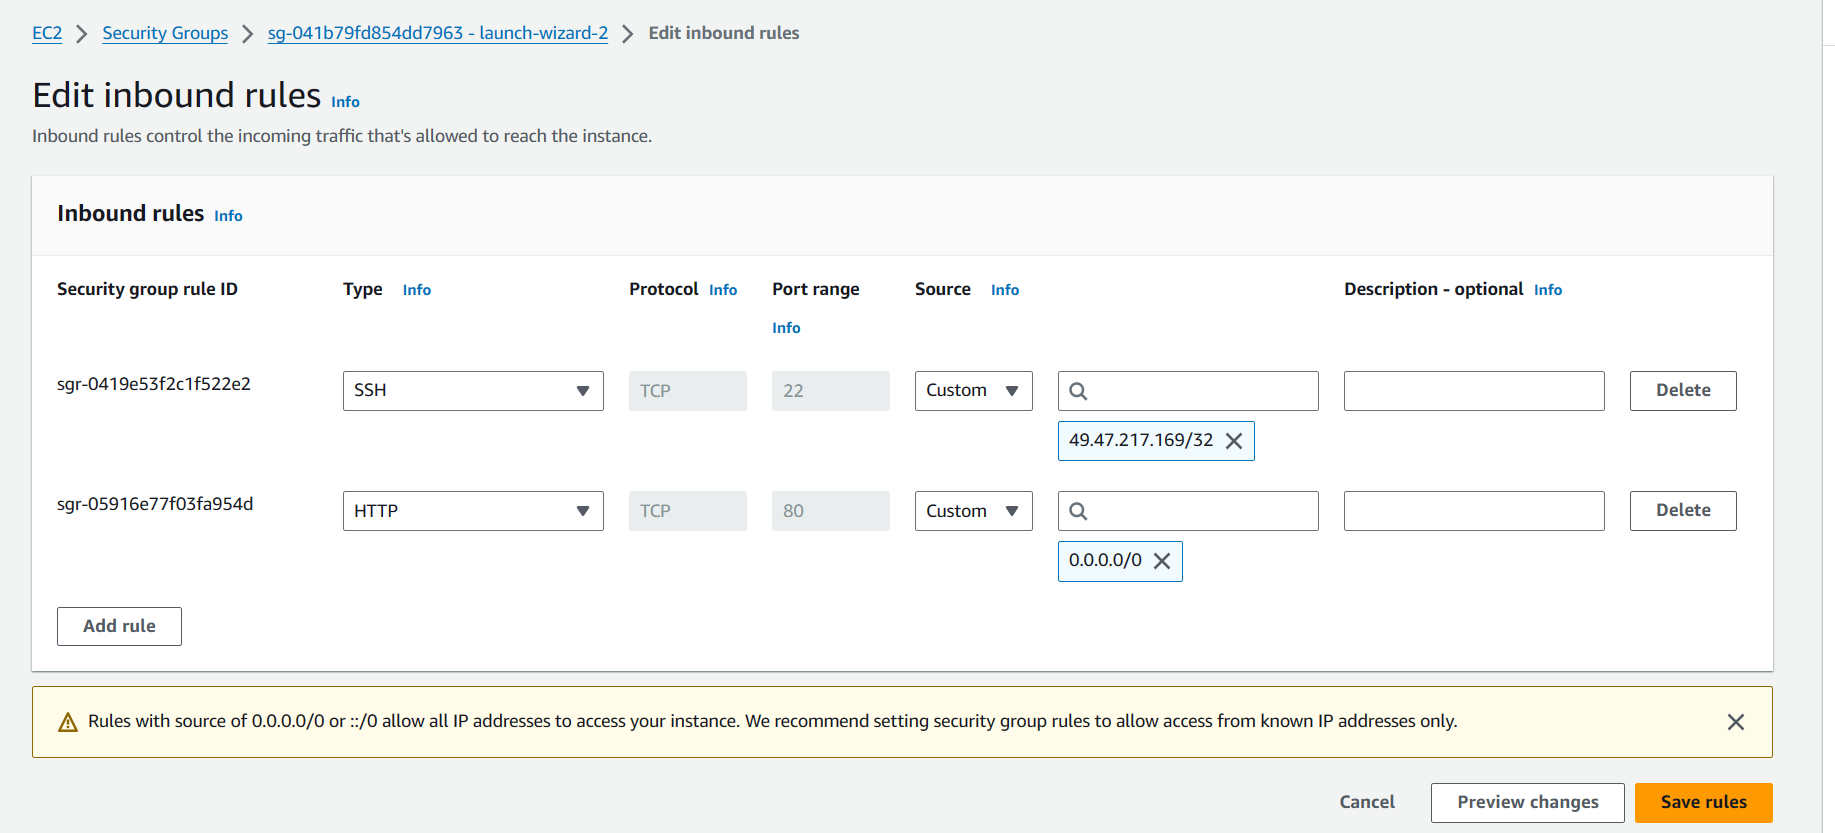 EC2 > Security Groups > sg-041b79fd854dd7963 - launch-wizard-2 > Edit inbound rules
Edit inbound rules Info
Inbound rules control the incoming traffic that's allowed to reach the instance.
Inbound rules Info
Security group rule ID Type Info Protocol Info Port range Source Info Description - optional Info
Info
sgr-0419e53f2c1f522e2 SSH TCP 22 Custom Delete
49.47.217.169/32
sgr-05916e77f03fa954d HTTP TCP 80 Custom Delete
0.0.0.0/0
Add rule
Rules with source of 0.0.0.0/0 or ::/0 allow all IP addresses to access your instance. We recommend setting security group rules to allow access from known IP addresses only.
Cancel Preview changes Save rules